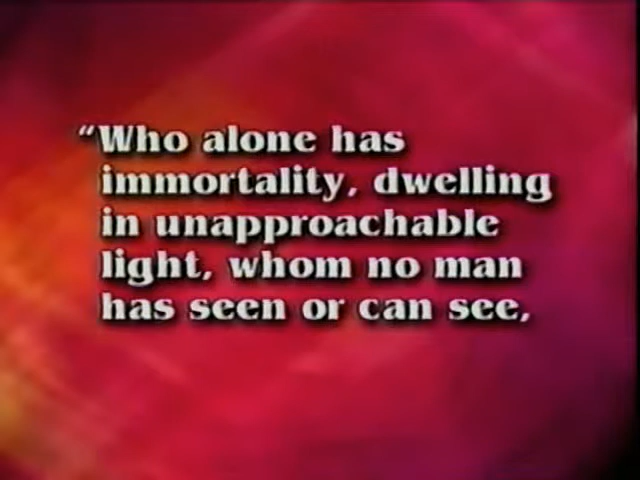 “Who alone has
immortality, dwelling
in unapproachable
light, whom no man
has seen or can see,